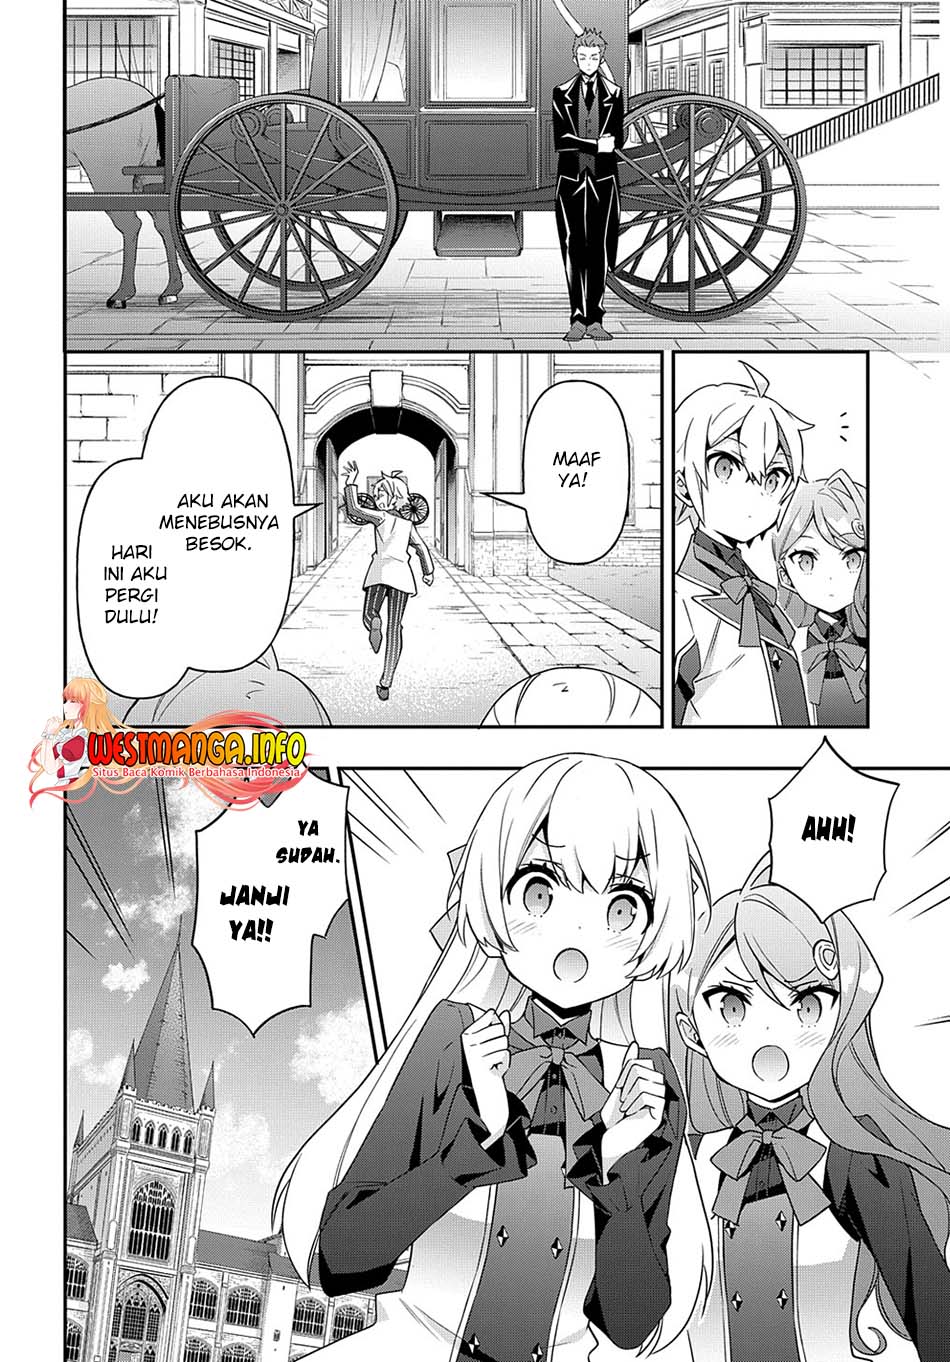 MAAF
YA!
AKU AKAN
MENEBUSNYA
BESOK.
HARI
INI AKU
PERGI
DULU!
WESTMANGA.INFO
Situs Baca Komik Berbahasa Indonesia
AHH!
YA
SUDAH.
JANJI
YA!!